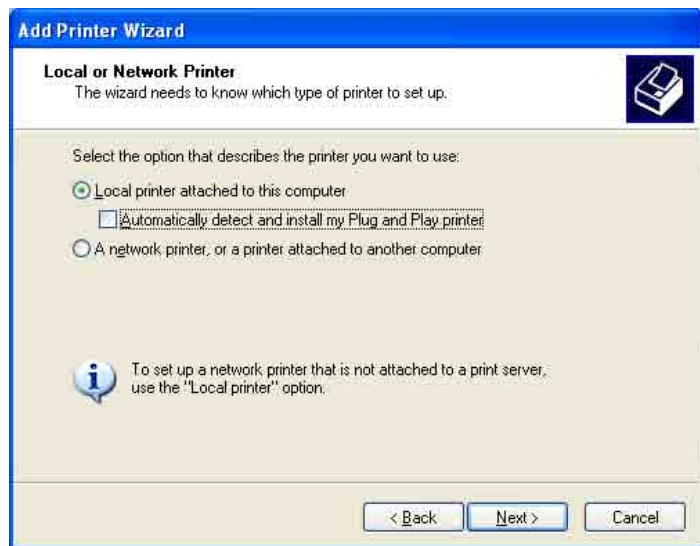 Add Printer Wizard
Local or Network Printer
The wizard needs to know which type of printer to set up.
Select the option that describes the printer you want to use:
Local printer attached to this computer
Automatically detect and install my Plug and Play printer
A network printer, or a printer attached to another computer
To set up a network printer that is not attached to a print server,
use the "Local printer" option.
< Back
Next >
Cancel